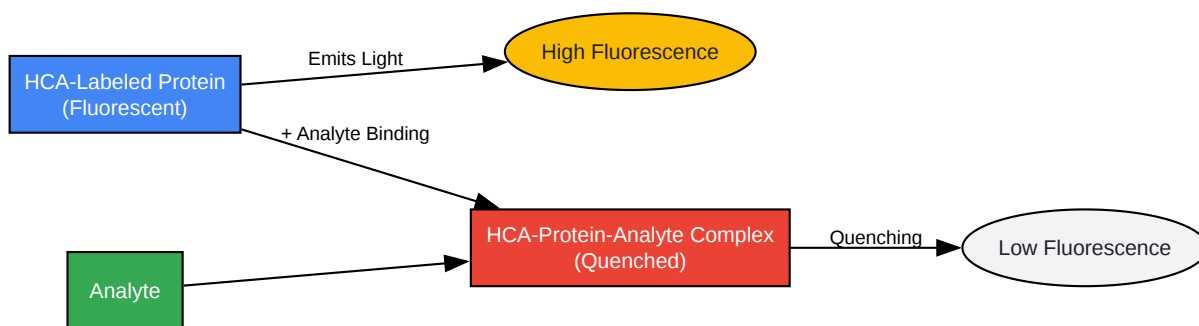 HCA-Labeled Protein
(Fluorescent)
Emits Light
High Fluorescence
+ Analyte Binding
HCA-Protein-Analyte Complex
(Quenched)
Quenching
Low Fluorescence
Analyte